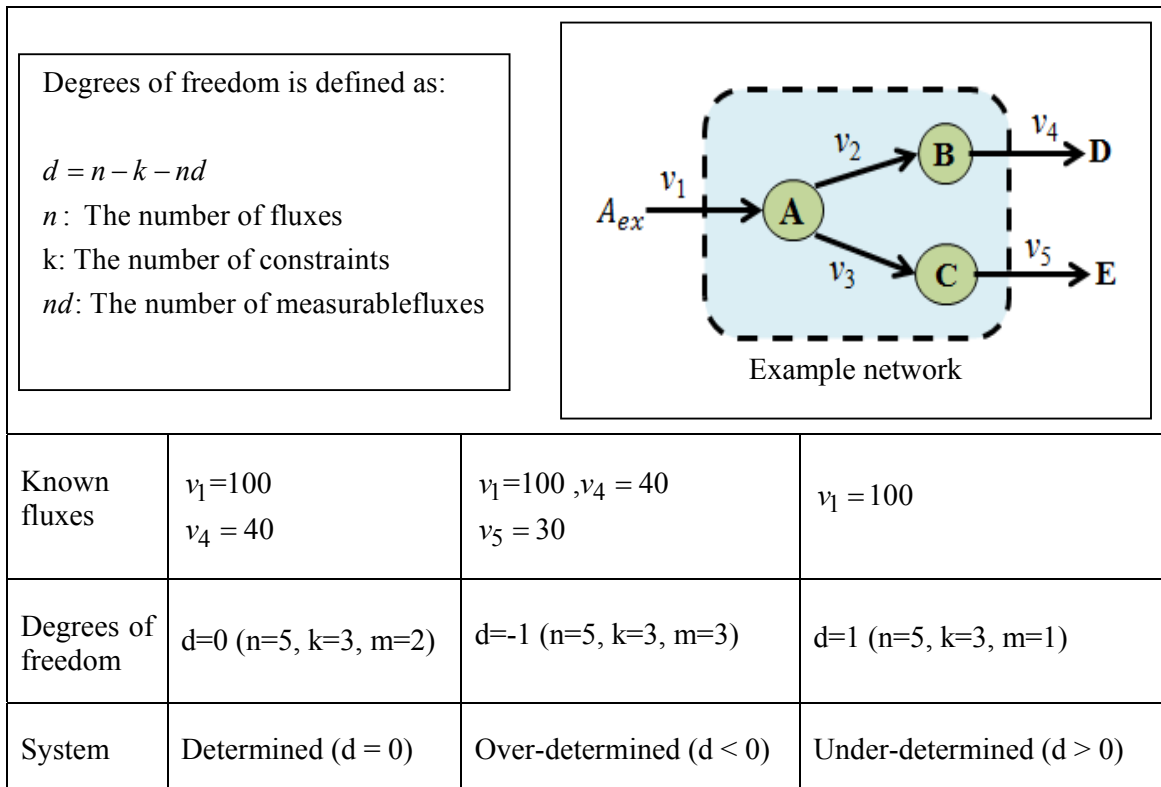 Degrees of freedom is defined as:
d = n − k − nd
n : The number of fluxes
k: The number of constraints
nd: The number of measurablefluxes
v2
B
v4
D
v1
Aex
A
v3
C
v5
E
Example network
Known fluxes
v1=100
v4 = 40
v1=100 ,v4 = 40
v5 = 30
v1 = 100
Degrees of freedom
d=0 (n=5, k=3, m=2)
d=-1 (n=5, k=3, m=3)
d=1 (n=5, k=3, m=1)
System
Determined (d = 0)
Over-determined (d < 0)
Under-determined (d > 0)